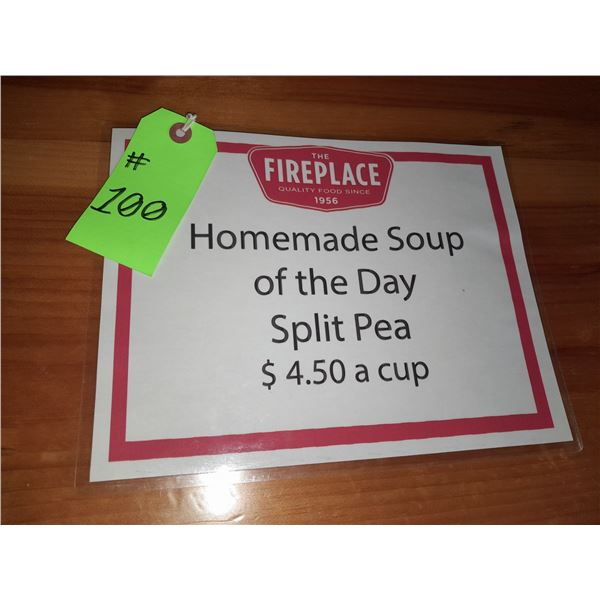 #
100
THE
FIREPLACE
QUALITY FOOD SINCE
1956
Homemade Soup
of the Day
Split Pea
$ 4.50 a cup